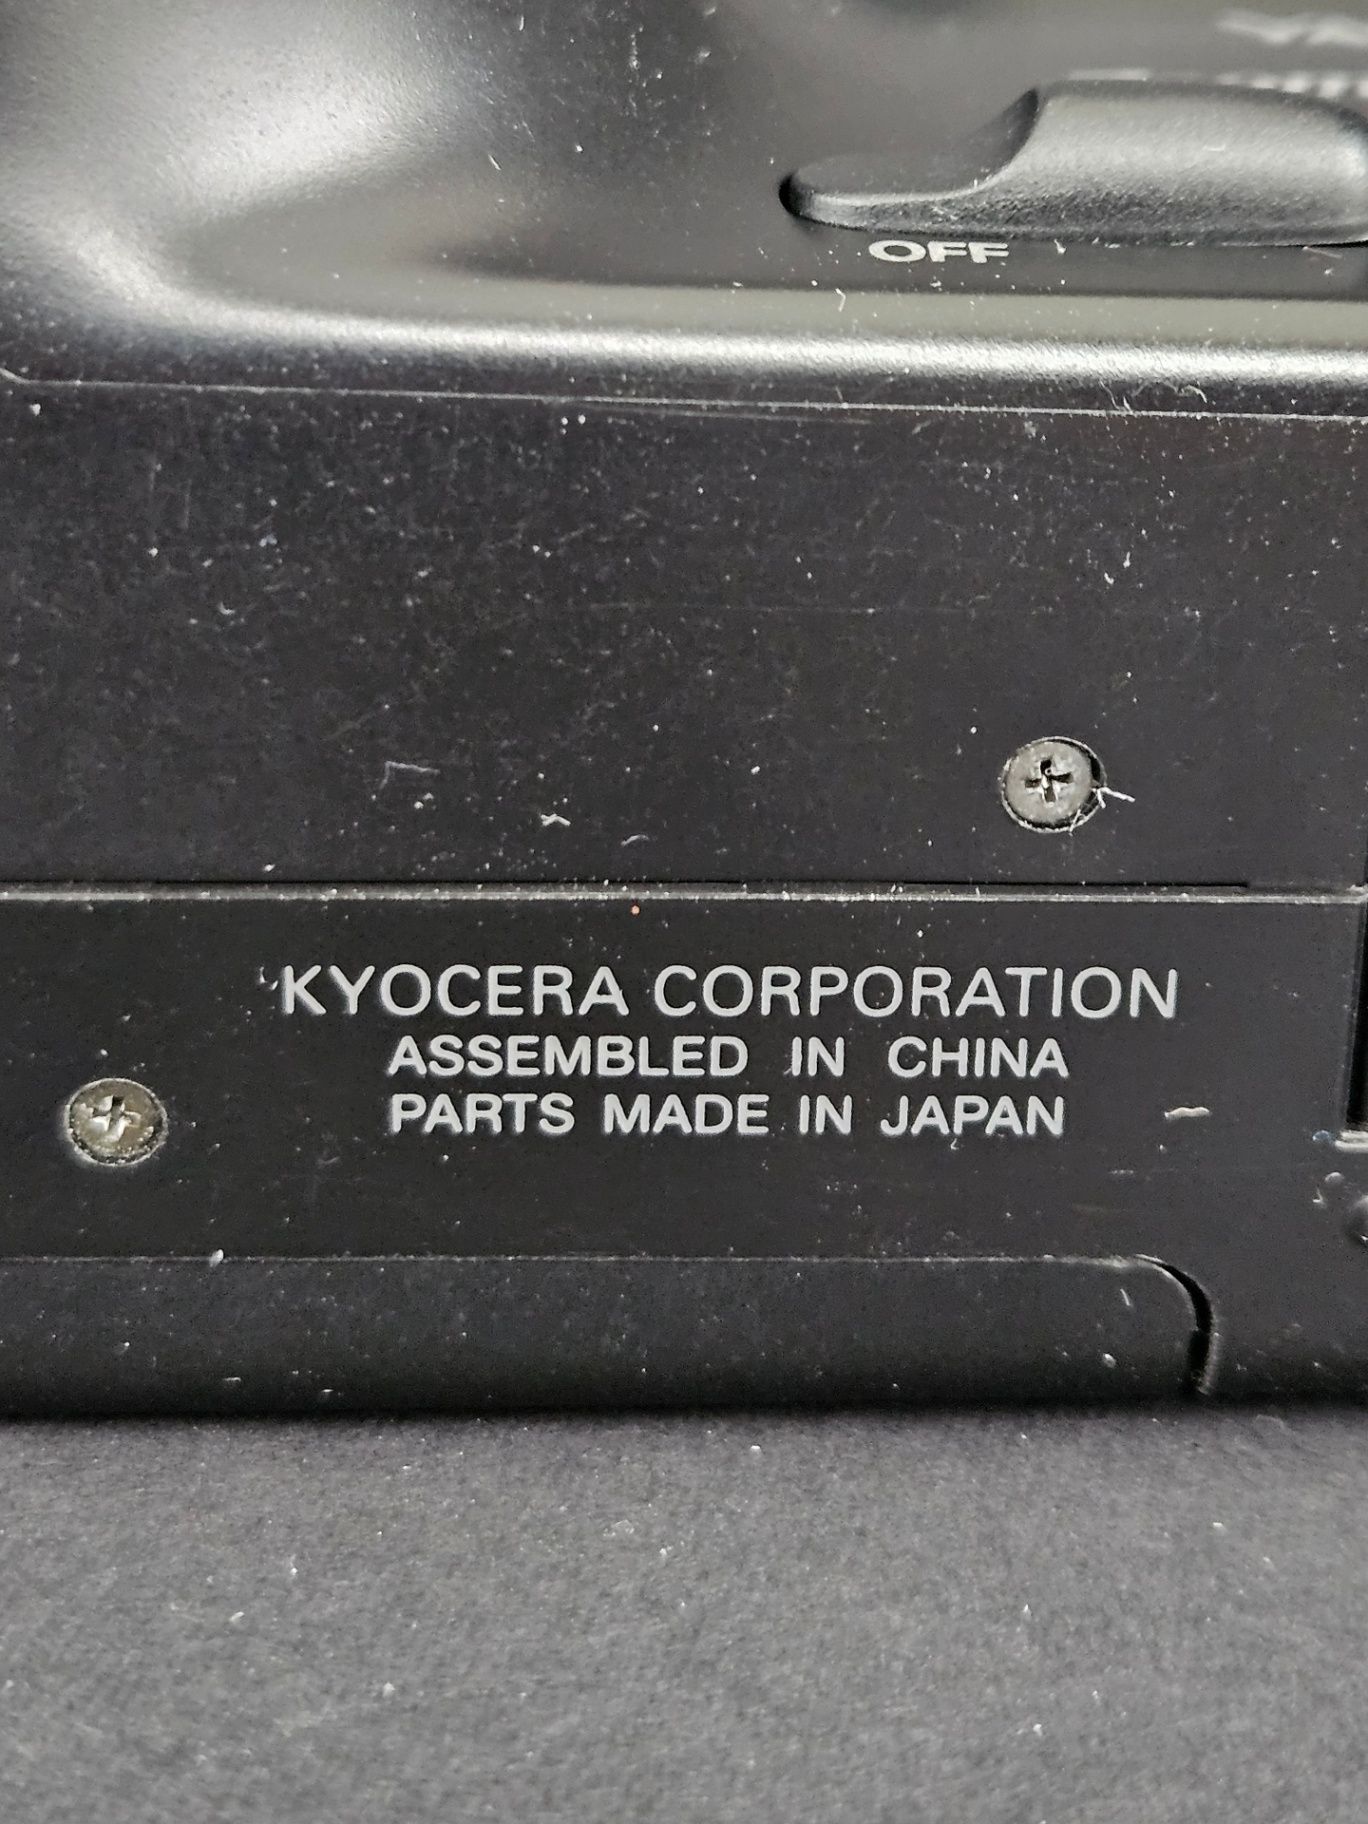 OFF
KYOCERA CORPORATION
ASSEMBLED IN CHINA
PARTS MADE IN JAPAN